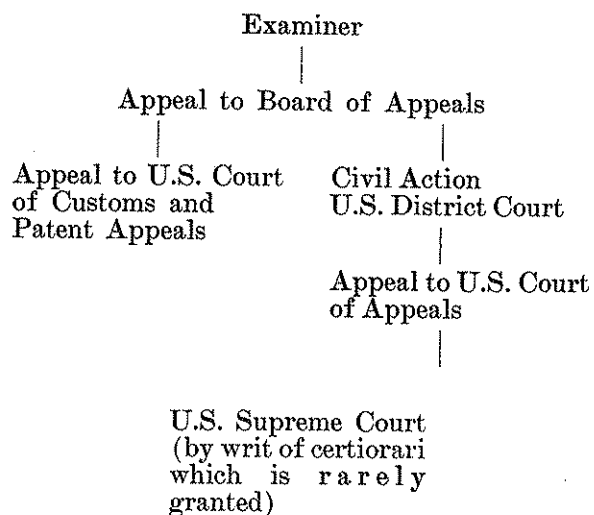 Examiner
Appeal to Board of Appeals
Appeal to U.S. Court
of Customs and
Patent Appeals
Civil Action
U.S. District Court
Appeal to U.S. Court
of Appeals
U.S. Supreme Court
(by writ of certiorari
which is rarely
granted)